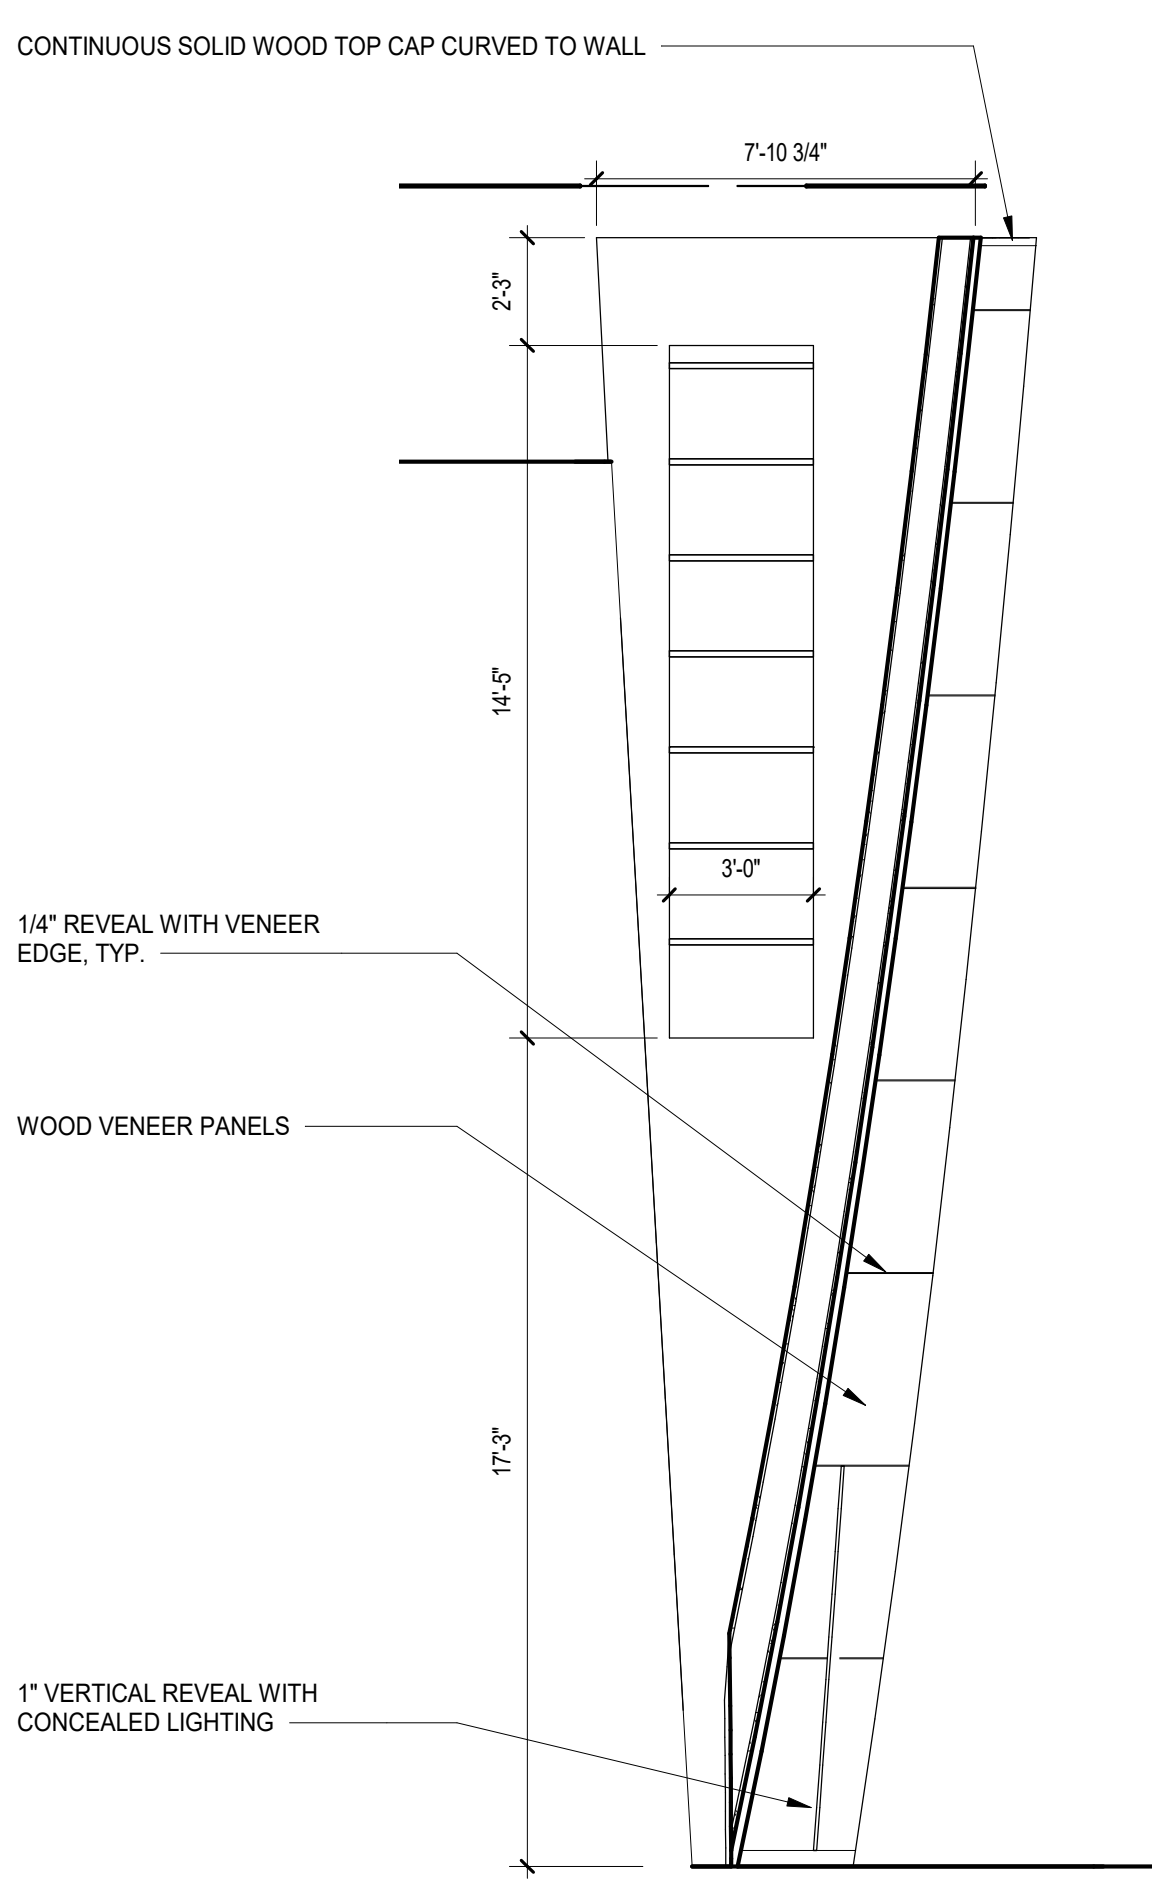 CONTINUOUS SOLID WOOD TOP CAP CURVED TO WALL
7'-10 3/4"
2'-3"
14'-5"
3'-0"
1/4" REVEAL WITH VENEER
EDGE, TYP.
WOOD VENEER PANELS
17'-3"
1" VERTICAL REVEAL WITH
CONCEALED LIGHTING